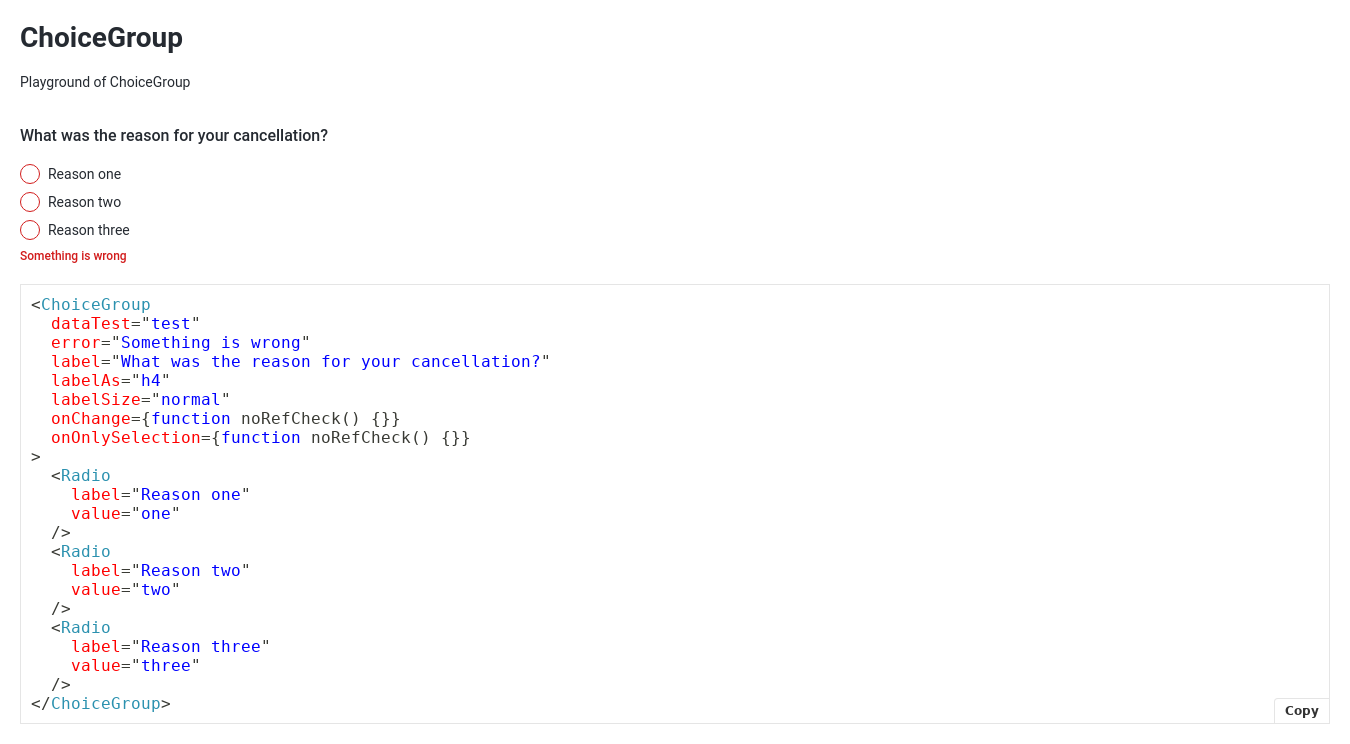 ChoiceGroup
Playground of ChoiceGroup
What was the reason for your cancellation?
Reason one
Reason two
Reason three
Something is wrong
<ChoiceGroup
  dataTest="test"
  error="Something is wrong"
  label="What was the reason for your cancellation?"
  labelAs="h4"
  labelSize="normal"
  onChange={function noRefCheck() {}}
  onOnlySelection={function noRefCheck() {}}
>
  <Radio
    label="Reason one"
    value="one"
  />
  <Radio
    label="Reason two"
    value="two"
  />
  <Radio
    label="Reason three"
    value="three"
  />
</ChoiceGroup>
Copy